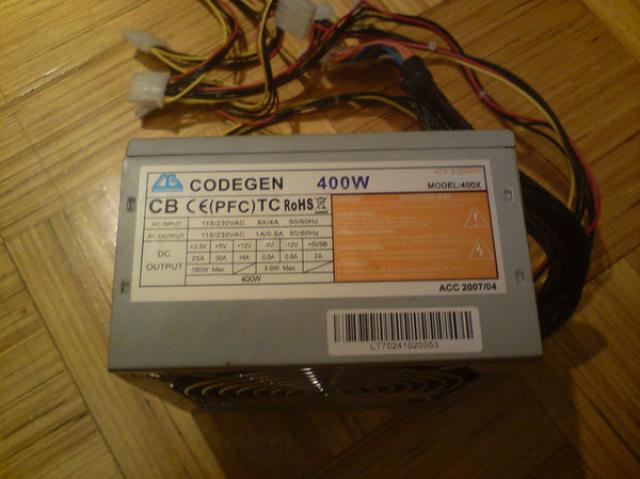 CODEGEN 400W MODEL:400X
CB CE(PFC)TC RoHS
AC INPUT 115/230VAC 8A/4A 50/60Hz
AC OUTPUT 115/230VAC 1A/0.5A 50/60Hz
DC OUTPUT +3.3V +5V +12V -5V -12V +5VSB
25A 30A 16A 0.5A 0.8A 2A
180W Max. 9.6W Max.
400W
ACC 2007/04
LT70241020053